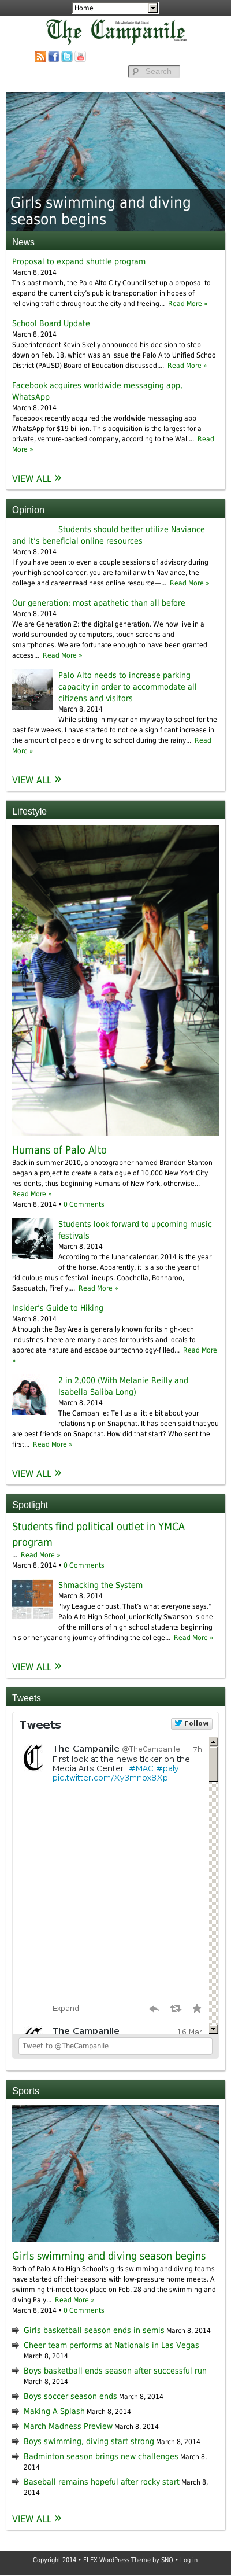 Home
The Campanile
Search
Girls swimming and diving
season begins
News
Proposal to expand shuttle program
March 8, 2014
This past month, the Palo Alto City Council set up a proposal to
expand the current city's public transportation in hopes of
relieving traffic throughout the city and freeing... Read More »
School Board Update
March 8, 2014
Superintendent Kevin Skelly announced his decision to step
down on Feb. 18, which was an issue the Palo Alto Unified School
District (PAUSD) Board of Education discussed,... Read More »
Facebook acquires worldwide messaging app,
WhatsApp
March 8, 2014
Facebook recently acquired the worldwide messaging app
WhatsApp for $19 billion. This acquisition is the largest for a
private, venture-backed company, according to the Wall... Read
More »
VIEW ALL »
Opinion
Students should better utilize Naviance
and it's beneficial online resources
March 8, 2014
I f you have been to even a couple sessions of advisory during
your high school career, you are familiar with Naviance, the
college and career readiness online resource—... Read More »
Our generation: most apathetic than all before
March 8, 2014
We are Generation Z: the digital generation. We now live in a
world surrounded by computers, touch screens and
smartphones. We are fortunate enough to have been granted
access... Read More »
Palo Alto needs to increase parking
capacity in order to accommodate all
citizens and visitors
March 8, 2014
While sitting in my car on my way to school for the
past few weeks, I have started to notice a significant increase in
the amount of people driving to school during the rainy... Read
More »
VIEW ALL »
Lifestyle
Humans of Palo Alto
Back in summer 2010, a photographer named Brandon Stanton
began a project to create a catalogue of 10,000 New York City
residents, thus beginning Humans of New York, otherwise...
Read More »
March 8, 2014 • 0 Comments
Students look forward to upcoming music
festivals
March 8, 2014
According to the lunar calendar, 2014 is the year
of the horse. Apparently, it is also the year of
ridiculous music festival lineups. Coachella, Bonnaroo,
Sasquatch, Firefly,... Read More »
Insider's Guide to Hiking
March 8, 2014
Although the Bay Area is generally known for its high-tech
industries, there are many places for tourists and locals to
appreciate nature and escape our technology-filled... Read More
»
2 in 2,000 (With Melanie Reilly and
Isabella Saliba Long)
March 8, 2014
The Campanile: Tell us a little bit about your
relationship on Snapchat. It has been said that you
are best friends on Snapchat. How did that start? Who sent the
first... Read More »
VIEW ALL »
Spotlight
Students find political outlet in YMCA
program
... Read More »
March 8, 2014 • 0 Comments
Shmacking the System
March 8, 2014
"Ivy League or bust. That's what everyone says."
Palo Alto High School junior Kelly Swanson is one
of the millions of high school students beginning
his or her yearlong journey of finding the college... Read More »
VIEW ALL »
Tweets
Tweets
Follow
The Campanile @TheCampanile 7h
First look at the news ticker on the
Media Arts Center! #MAC #paly
pic.twitter.com/Xy3mnox8Xp
Expand
The Campanile 16 Mar
Tweet to @TheCampanile
Sports
Girls swimming and diving season begins
Both of Palo Alto High School's girls swimming and diving teams
have started off their seasons with low-pressure home meets. A
swimming tri-meet took place on Feb. 28 and the swimming and
diving Paly... Read More »
March 8, 2014 • 0 Comments
Girls basketball season ends in semis March 8, 2014
Cheer team performs at Nationals in Las Vegas
March 8, 2014
Boys basketball ends season after successful run
March 8, 2014
Boys soccer season ends March 8, 2014
Making A Splash March 8, 2014
March Madness Preview March 8, 2014
Boys swimming, diving start strong March 8, 2014
Badminton season brings new challenges March 8,
2014
Baseball remains hopeful after rocky start March 8,
2014
VIEW ALL »
Copyright 2014 • FLEX WordPress Theme by SNO • Log in